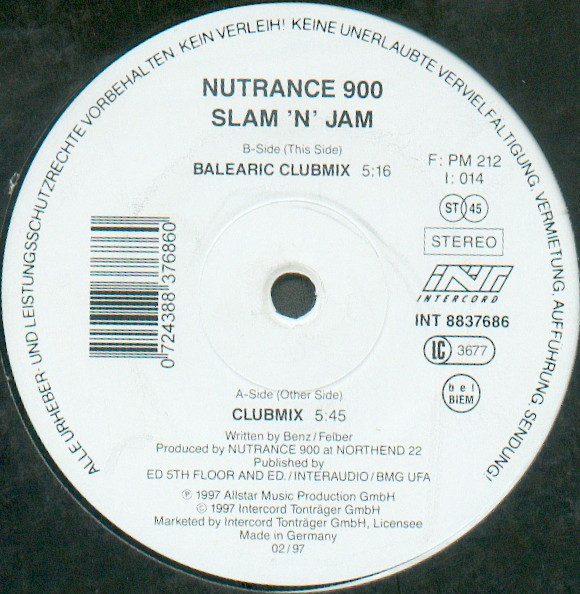 ALLE URHEBER- UND LEISTUNGSSCHUTZRECHTE VORBEHALTEN. KEIN VERLEIH! KEINE UNERLAUBTE VERVIELFÄLTIGUNG, VERMIETUNG, AUFFÜHRUNG, SENDUNG!
NUTRANCE 900
SLAM 'N' JAM
B-Side (This Side)
BALEARIC CLUBMIX 5:16
F: PM 212
I: 014
ST 45
STEREO
INT
INTERCORD
INT 8837686
LC 3677
bel
BIEM
0 724388 376860
A-Side (Other Side)
CLUBMIX 5:45
Written by Benz/Felber
Produced by NUTRANCE 900 at NORTHEND 22
Published by
ED 5TH FLOOR AND ED./INTERAUDIO/BMG UFA
℗ 1997 Allstar Music Production GmbH
© 1997 Intercord Tonträger GmbH
Marketed by Intercord Tonträger GmbH, Licensee
Made in Germany
02/97